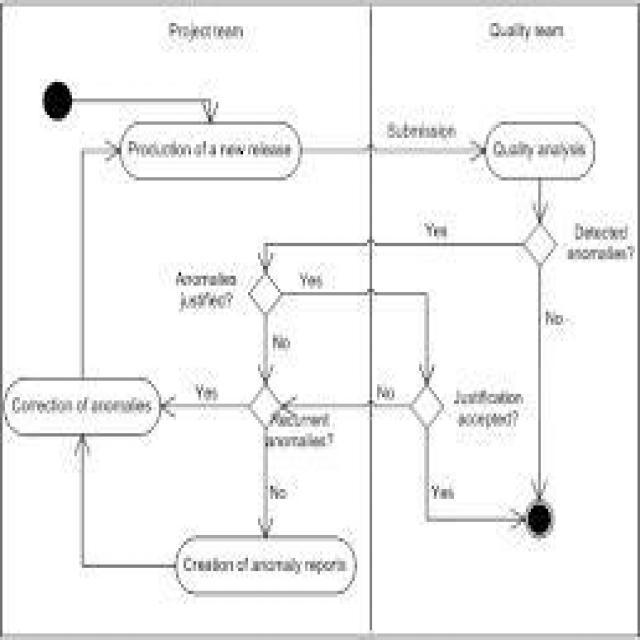 Project team
Quality team
Production of a new release
Submission
Quality analysis
Yes
Detected
anomalies?
Anomalies
justified?
Yes
No
No
Correction of anomalies
Yes
Recurrent
anomalies?
No
Justification
accepted?
No
Yes
Creation of anomaly reports